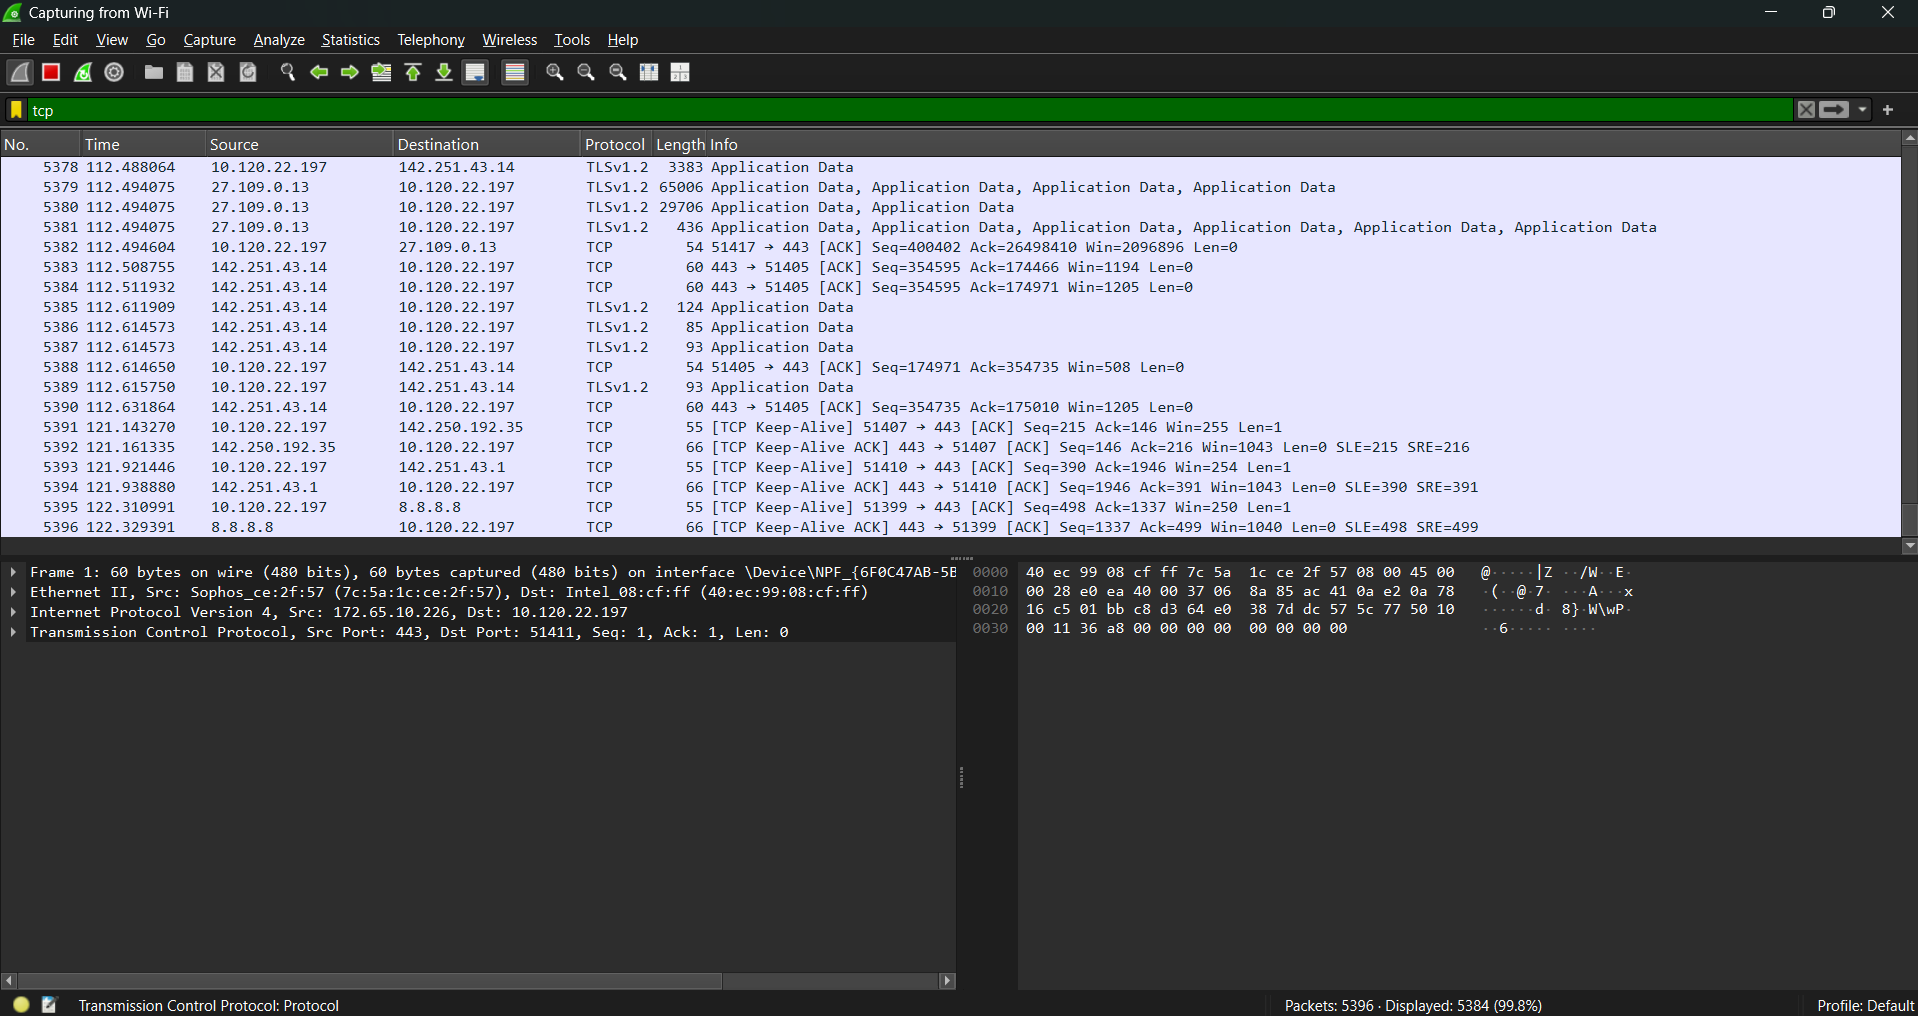 Capturing from Wi-Fi
File Edit View Go Capture Analyze Statistics Telephony Wireless Tools Help
tcp
No. Time Source Destination Protocol Length Info
5378 112.488064 10.120.22.197 142.251.43.14 TLSv1.2 3383 Application Data
5379 112.494075 27.109.0.13 10.120.22.197 TLSv1.2 65006 Application Data, Application Data, Application Data, Application Data
5380 112.494075 27.109.0.13 10.120.22.197 TLSv1.2 29706 Application Data, Application Data
5381 112.494075 27.109.0.13 10.120.22.197 TLSv1.2 436 Application Data, Application Data, Application Data, Application Data, Application Data, Application Data
5382 112.494604 10.120.22.197 27.109.0.13 TCP 54 51417 → 443 [ACK] Seq=400402 Ack=26498410 Win=2096896 Len=0
5383 112.508755 142.251.43.14 10.120.22.197 TCP 60 443 → 51405 [ACK] Seq=354595 Ack=174466 Win=1194 Len=0
5384 112.511932 142.251.43.14 10.120.22.197 TCP 60 443 → 51405 [ACK] Seq=354595 Ack=174971 Win=1205 Len=0
5385 112.611909 142.251.43.14 10.120.22.197 TLSv1.2 124 Application Data
5386 112.614573 142.251.43.14 10.120.22.197 TLSv1.2 85 Application Data
5387 112.614573 142.251.43.14 10.120.22.197 TLSv1.2 93 Application Data
5388 112.614650 10.120.22.197 142.251.43.14 TCP 54 51405 → 443 [ACK] Seq=174971 Ack=354735 Win=508 Len=0
5389 112.615750 10.120.22.197 142.251.43.14 TLSv1.2 93 Application Data
5390 112.631864 142.251.43.14 10.120.22.197 TCP 60 443 → 51405 [ACK] Seq=354735 Ack=175010 Win=1205 Len=0
5391 121.143270 10.120.22.197 142.250.192.35 TCP 55 [TCP Keep-Alive] 51407 → 443 [ACK] Seq=215 Ack=146 Win=255 Len=1
5392 121.161335 142.250.192.35 10.120.22.197 TCP 66 [TCP Keep-Alive ACK] 443 → 51407 [ACK] Seq=146 Ack=216 Win=1043 Len=0 SLE=215 SRE=216
5393 121.921446 10.120.22.197 142.251.43.1 TCP 55 [TCP Keep-Alive] 51410 → 443 [ACK] Seq=390 Ack=1946 Win=254 Len=1
5394 121.938880 142.251.43.1 10.120.22.197 TCP 66 [TCP Keep-Alive ACK] 443 → 51410 [ACK] Seq=1946 Ack=391 Win=1043 Len=0 SLE=390 SRE=391
5395 122.310991 10.120.22.197 8.8.8.8 TCP 55 [TCP Keep-Alive] 51399 → 443 [ACK] Seq=498 Ack=1337 Win=250 Len=1
5396 122.329391 8.8.8.8 10.120.22.197 TCP 66 [TCP Keep-Alive ACK] 443 → 51399 [ACK] Seq=1337 Ack=499 Win=1040 Len=0 SLE=498 SRE=499
Frame 1: 60 bytes on wire (480 bits), 60 bytes captured (480 bits) on interface \Device\NPF_{6F0C47AB-5B
Ethernet II, Src: Sophos_ce:2f:57 (7c:5a:1c:ce:2f:57), Dst: Intel_08:cf:ff (40:ec:99:08:cf:ff)
Internet Protocol Version 4, Src: 172.65.10.226, Dst: 10.120.22.197
Transmission Control Protocol, Src Port: 443, Dst Port: 51411, Seq: 1, Ack: 1, Len: 0
0000 40 ec 99 08 cf ff 7c 5a 1c ce 2f 57 08 00 45 00 @·····|Z ··/W··E·
0010 00 28 e0 ea 40 00 37 06 8a 85 ac 41 0a e2 0a 78 ·(··@·7· ···A···x
0020 16 c5 01 bb c8 d3 64 e0 38 7d dc 57 5c 77 50 10 ······d· 8}·W\wP·
0030 00 11 36 a8 00 00 00 00 00 00 00 00 ··6····· ····
Transmission Control Protocol: Protocol
Packets: 5396 · Displayed: 5384 (99.8%)
Profile: Default